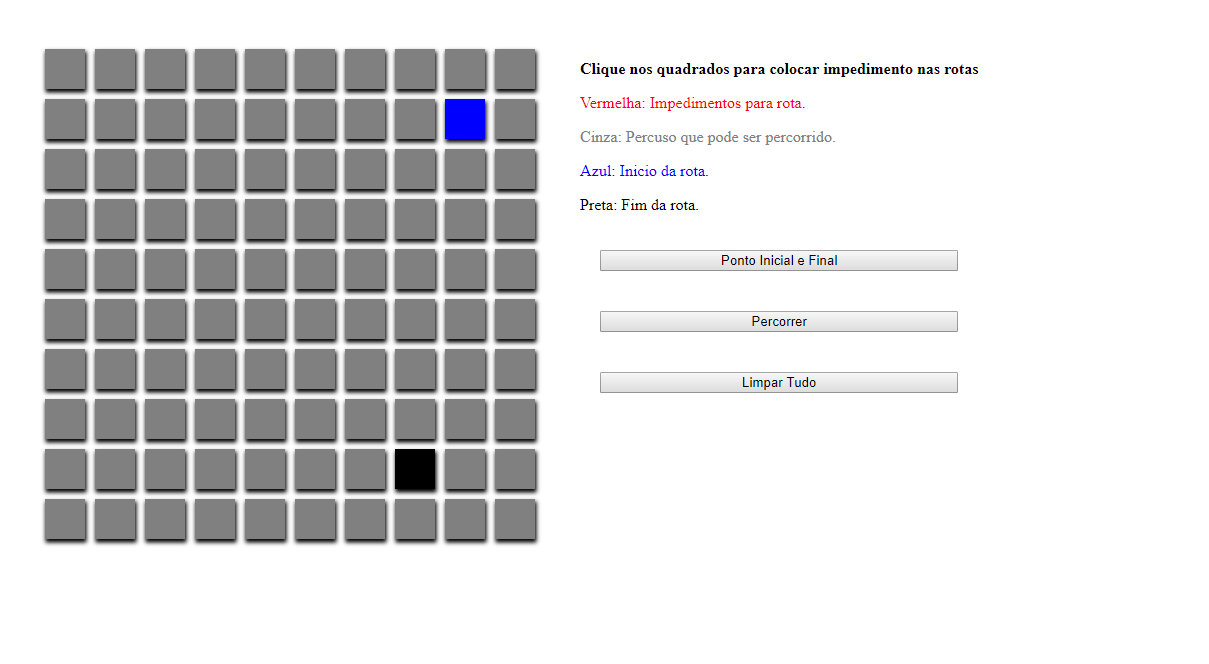 Clique nos quadrados para colocar impedimento nas rotas
Vermelha: Impedimentos para rota.
Cinza: Percuso que pode ser percorrido.
Azul: Inicio da rota.
Preta: Fim da rota.
Ponto Inicial e Final
Percorrer
Limpar Tudo